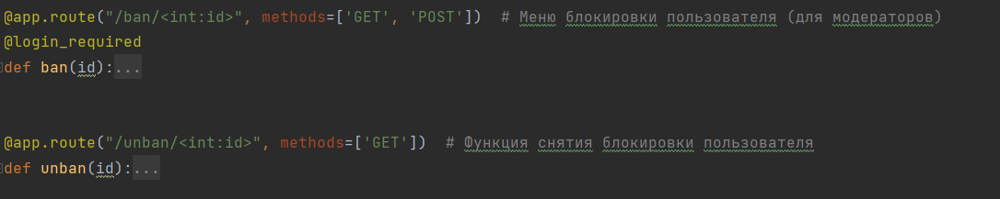 @app.route("/ban/<int:id>", methods=['GET', 'POST'])  # Меню блокировки пользователя (для модераторов)
@login_required
def ban(id):...
@app.route("/unban/<int:id>", methods=['GET'])  # Функция снятия блокировки пользователя
def unban(id):...